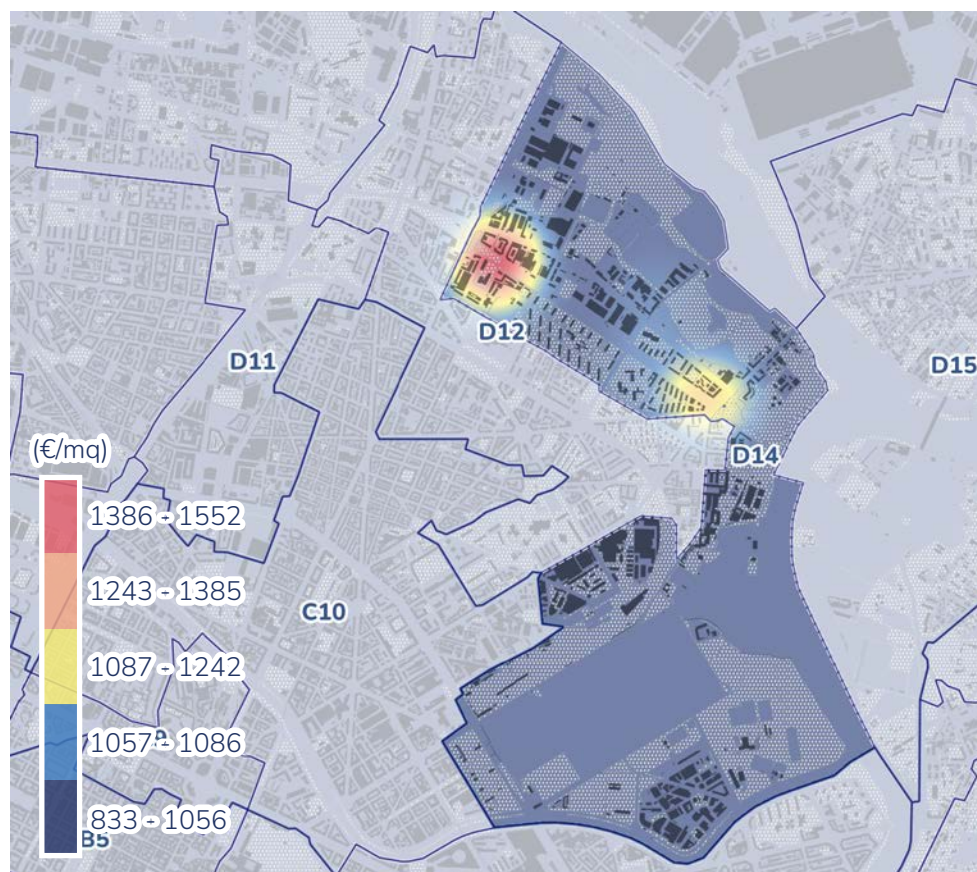 D12
D11
D15
(€/mq)
D14
1386 - 1552
1243 - 1385
C10
1087 - 1242
1057 - 1086
833 - 1056
B5